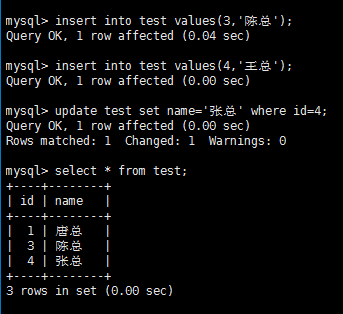 mysql> insert into test values(3,'陈总');
Query OK, 1 row affected (0.04 sec)
mysql> insert into test values(4,'王总');
Query OK, 1 row affected (0.00 sec)
mysql> update test set name='张总' where id=4;
Query OK, 1 row affected (0.00 sec)
Rows matched: 1  Changed: 1  Warnings: 0
mysql> select * from test;
+----+--------+
| id | name   |
+----+--------+
|  1 | 唐总   |
|  3 | 陈总   |
|  4 | 张总   |
+----+--------+
3 rows in set (0.00 sec)